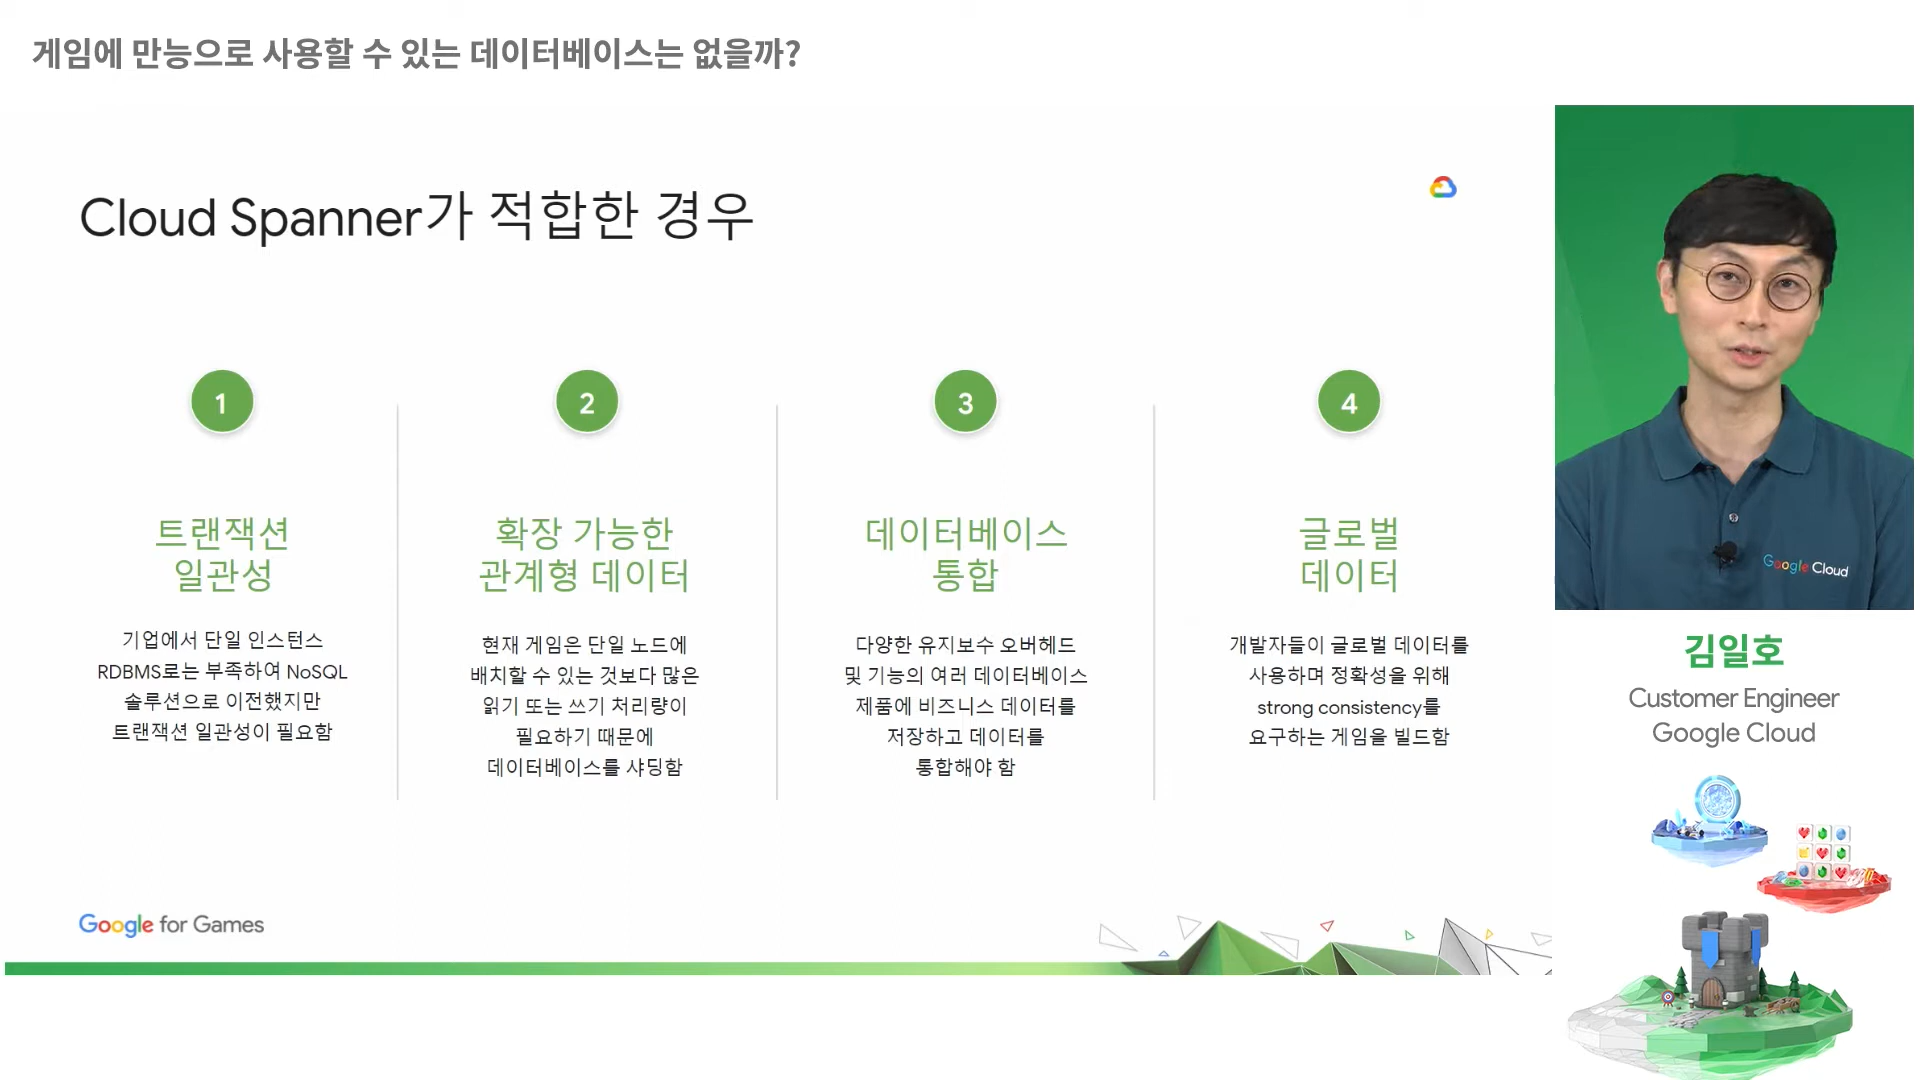 게임에 만능으로 사용할 수 있는 데이터베이스는 없을까?
Cloud Spanner가 적합한 경우
1
트랜잭션
일관성
기업에서 단일 인스턴스
RDBMS로는 부족하여 NoSQL
솔루션으로 이전했지만
트랜잭션 일관성이 필요함
2
확장 가능한
관계형 데이터
현재 게임은 단일 노드에
배치할 수 있는 것보다 많은
읽기 또는 쓰기 처리량이
필요하기 때문에
데이터베이스를 샤딩함
3
데이터베이스
통합
다양한 유지보수 오버헤드
및 기능의 여러 데이터베이스
제품에 비즈니스 데이터를
저장하고 데이터를
통합해야 함
4
글로벌
데이터
개발자들이 글로벌 데이터를
사용하며 정확성을 위해
strong consistency를
요구하는 게임을 빌드함
Google for Games
Google Cloud
김일호
Customer Engineer
Google Cloud